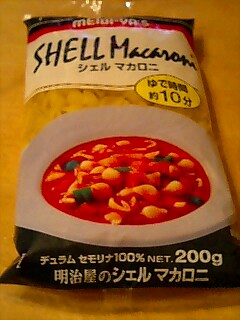 MEIDI-YA'S
SHELL Macaroni
シェル マカロニ
ゆで時間
約10分
デュラム セモリナ100% NET. 200g
明治屋のシェル マカロニ